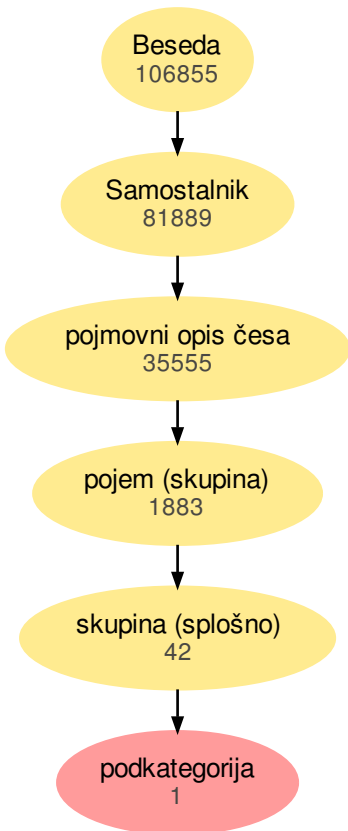 Beseda
106855
Samostalnik
81889
pojmovni opis česa
35555
pojem (skupina)
1883
skupina (splošno)
42
podkategorija
1